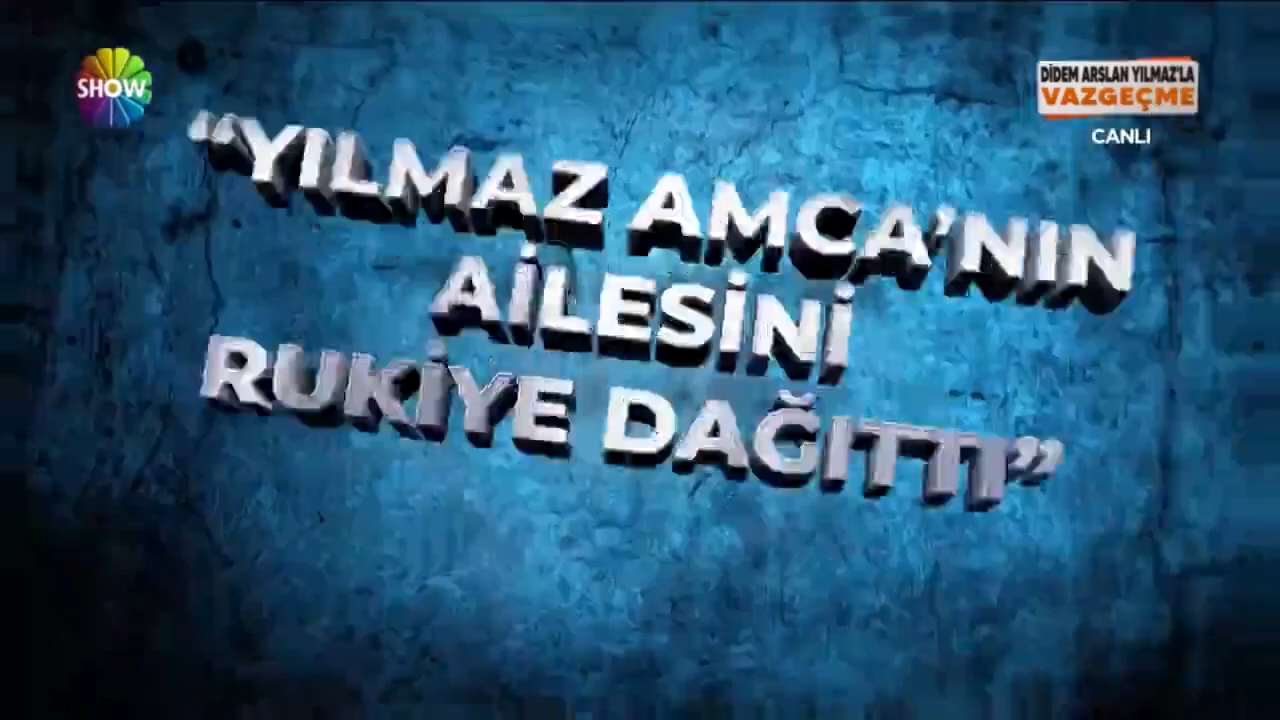 SHOW
DİDEM ARSLAN YILMAZ'LA
VAZGEÇME
CANLI
“YILMAZ AMCA’NIN
AİLESİNİ
RUKİYE DAĞITTI”